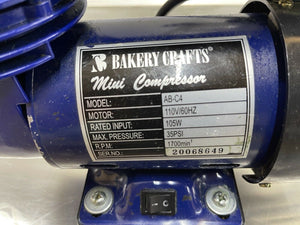 BAKERY CRAFTS
Mini Compressor
MODEL: AB-C4
MOTOR: 110V/60HZ
RATED INPUT: 105W
MAX. PRESSURE: 35PSI
R.P.M: 1700min⁻¹
SER.NO.: 20068649